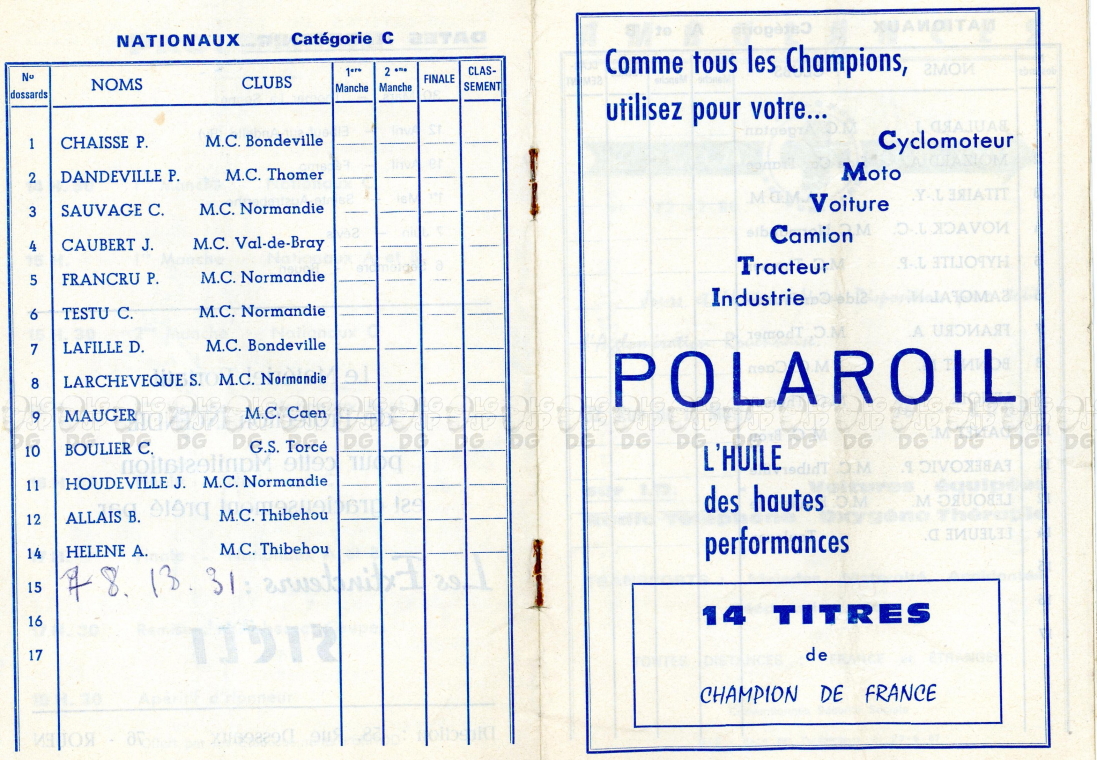 NATIONAUX Catégorie C
Nº dossards NOMS CLUBS 1ère Manche 2ème Manche FINALE CLAS-SEMENT
1 CHAISSE P. M.C. Bondeville
2 DANDEVILLE P. M.C. Thomer
3 SAUVAGE C. M.C. Normandie
4 CAUBERT J. M.C. Val-de-Bray
5 FRANCRU P. M.C. Normandie
6 TESTU C. M.C. Normandie
7 LAFILLE D. M.C. Bondeville
8 LARCHEVEQUE S. M.C. Normandie
9 MAUGER M.C. Caen
10 BOULIER C. G.S. Torcé
11 HOUDEVILLE J. M.C. Normandie
12 ALLAIS B. M.C. Thibehou
14 HELENE A. M.C. Thibehou
15 7 8. 13. 31
16
17
Comme tous les Champions,
utilisez pour votre...
Cyclomoteur
Moto
Voiture
Camion
Tracteur
Industrie
POLAROIL
L'HUILE
des hautes
performances
14 TITRES
de
CHAMPION DE FRANCE